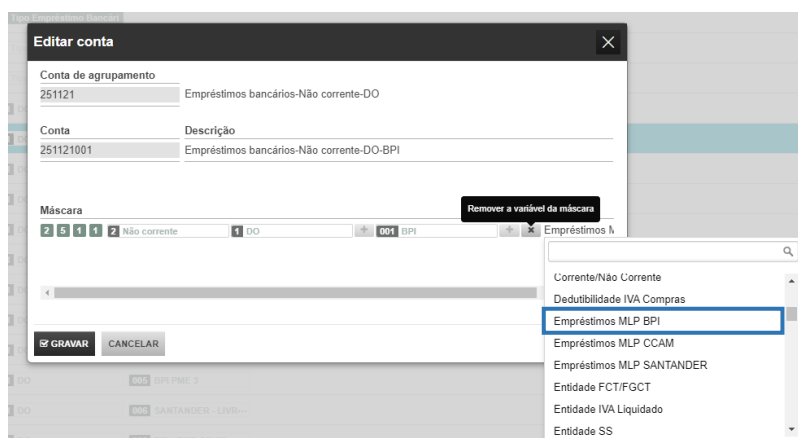 Tipo Empréstimo Bancári
Editar conta
Conta de agrupamento
251121 Empréstimos bancários-Não corrente-DO
Conta Descrição
251121001 Empréstimos bancários-Não corrente-DO-BPI
Remover a variável da máscara
Máscara
2 5 1 1 2 Não corrente 1 DO + 001 BPI + Empréstimos M
Corrente/Não Corrente
Dedutibilidade IVA Compras
Empréstimos MLP BPI
Empréstimos MLP CCAM
Empréstimos MLP SANTANDER
Entidade FCT/FGCT
Entidade IVA Liquidado
Entidade SS
GRAVAR CANCELAR
DO 005 BPI PME 3
DO 006 SANTANDER - LIVR---